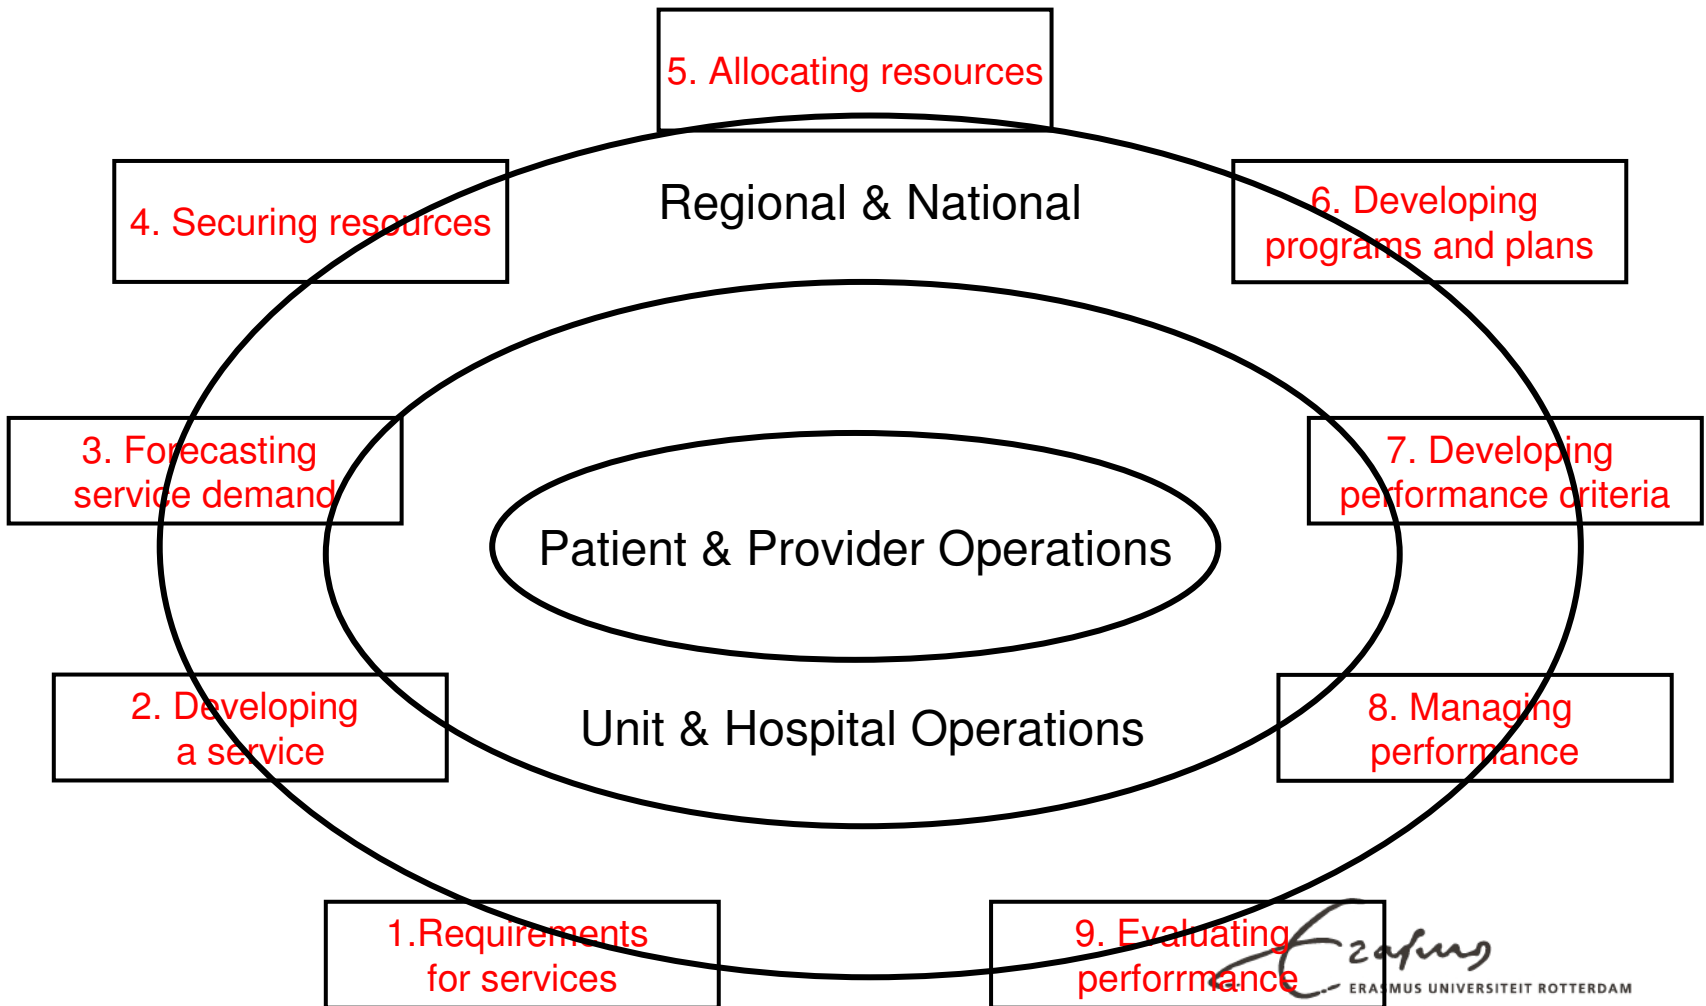 5. Allocating resources
4. Securing resources
Regional & National
6. Developing
programs and plans
3. Forecasting
service demand
7. Developing
performance criteria
Patient & Provider Operations
2. Developing
a service
Unit & Hospital Operations
8. Managing
performance
1.Requirements
for services
9. Evaluating
perforrmance
Erasmus
ERASMUS UNIVERSITEIT ROTTERDAM